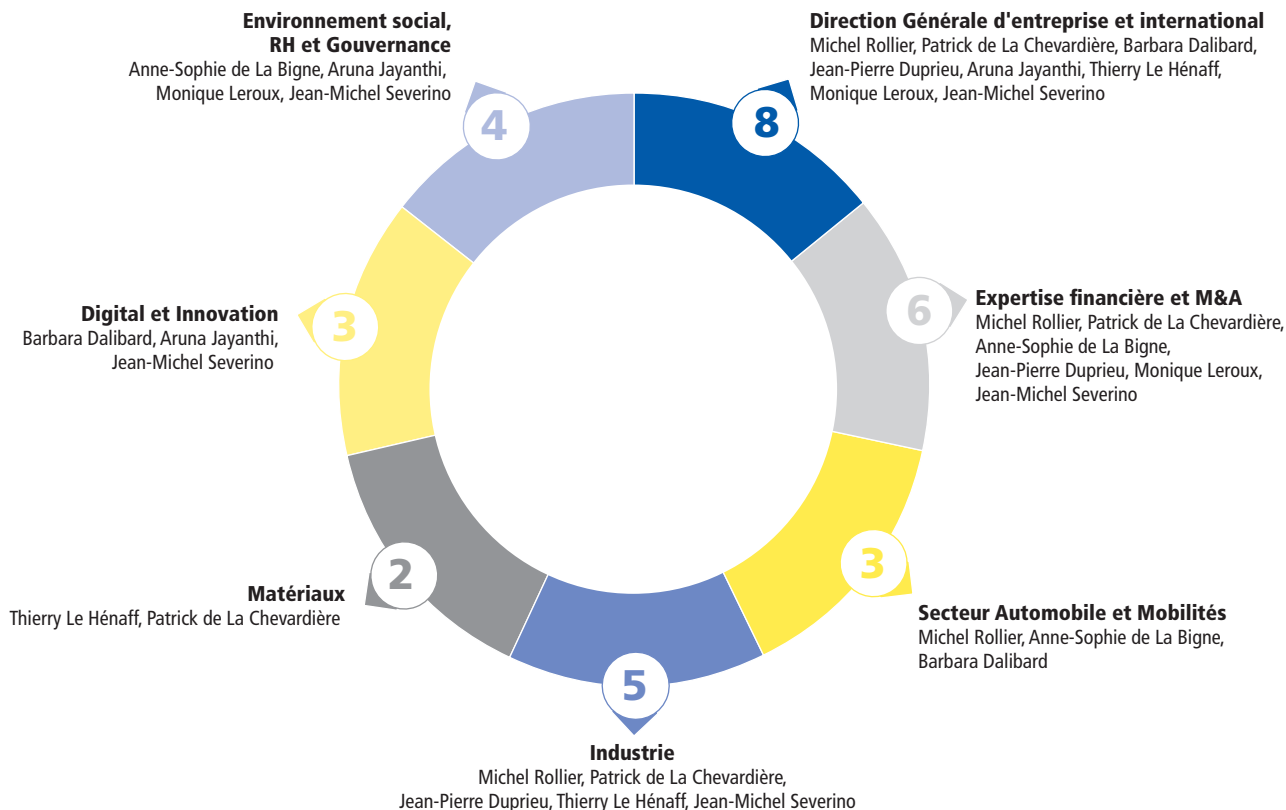 Environnement social,
RH et Gouvernance
Anne-Sophie de La Bigne, Aruna Jayanthi,
Monique Leroux, Jean-Michel Severino
4
Direction Générale d'entreprise et international
Michel Rollier, Patrick de La Chevardière, Barbara Dalibard,
Jean-Pierre Duprieu, Aruna Jayanthi, Thierry Le Hénaff,
Monique Leroux, Jean-Michel Severino
8
Digital et Innovation
Barbara Dalibard, Aruna Jayanthi,
Jean-Michel Severino
3
Expertise financière et M&A
Michel Rollier, Patrick de La Chevardière,
Anne-Sophie de La Bigne,
Jean-Pierre Duprieu, Monique Leroux,
Jean-Michel Severino
6
Matériaux
Thierry Le Hénaff, Patrick de La Chevardière
2
Secteur Automobile et Mobilités
Michel Rollier, Anne-Sophie de La Bigne,
Barbara Dalibard
3
5
Industrie
Michel Rollier, Patrick de La Chevardière,
Jean-Pierre Duprieu, Thierry Le Hénaff, Jean-Michel Severino